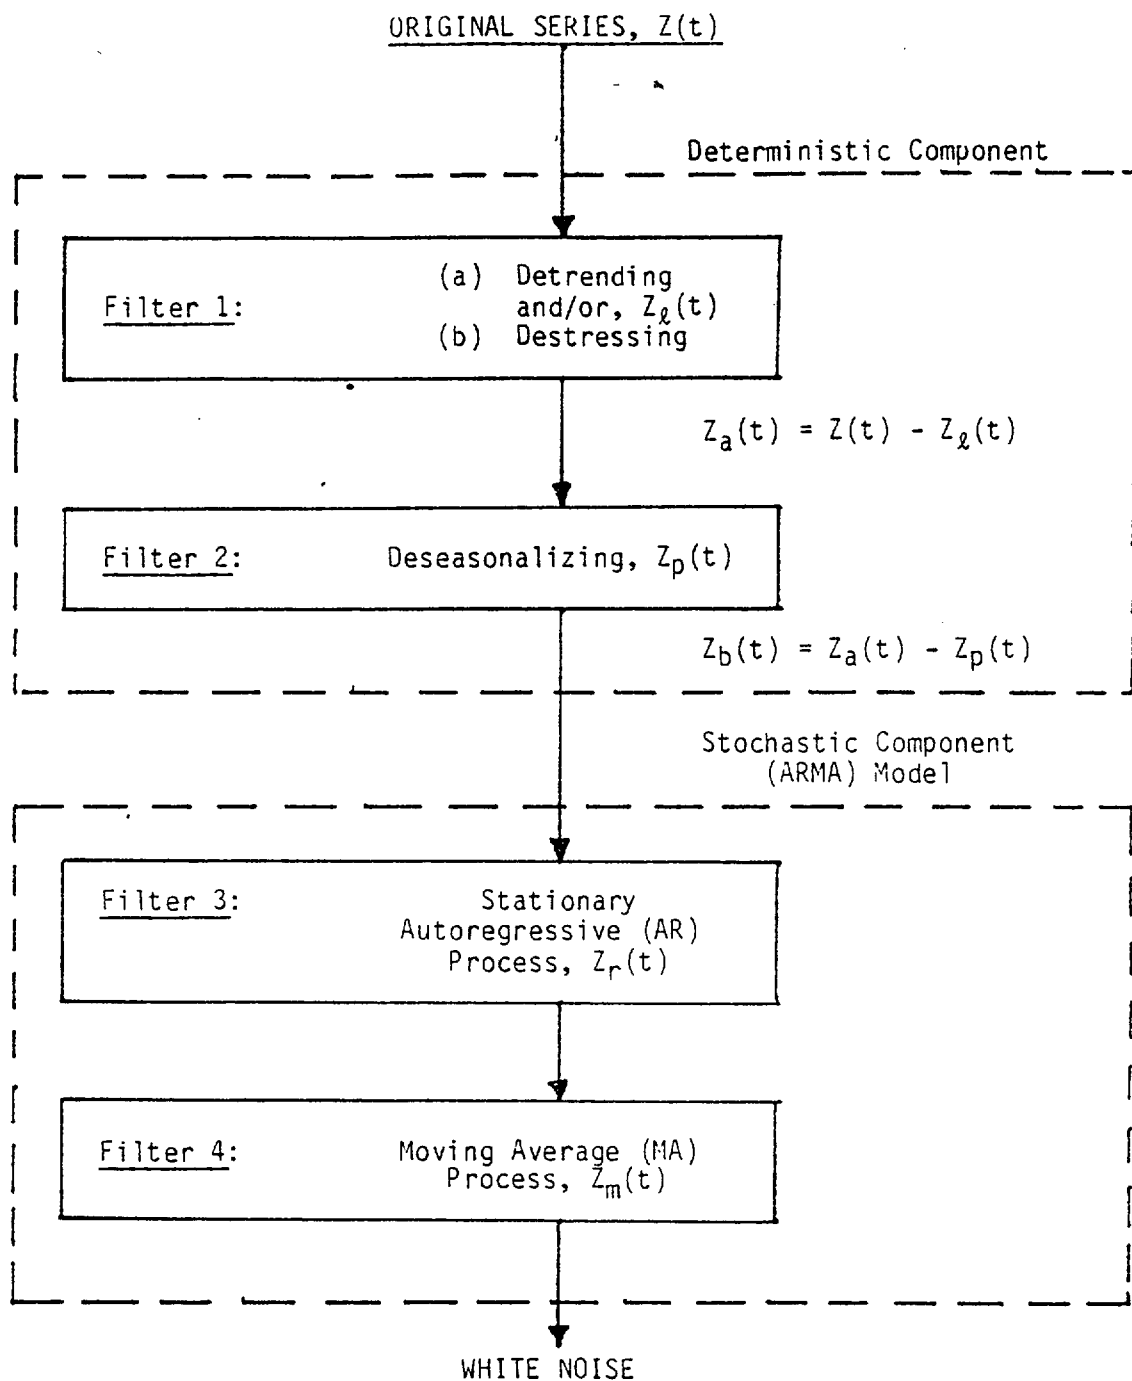 ORIGINAL SERIES, Z(t)
Deterministic Component
Filter 1:
(a) Detrending
and/or, Zℓ(t)
(b) Destressing
Za(t) = Z(t) - Zℓ(t)
Filter 2: Deseasonalizing, Zp(t)
Zb(t) = Za(t) - Zp(t)
Stochastic Component
(ARMA) Model
Filter 3: Stationary
Autoregressive (AR)
Process, Zr(t)
Filter 4: Moving Average (MA)
Process, Zm(t)
WHITE NOISE